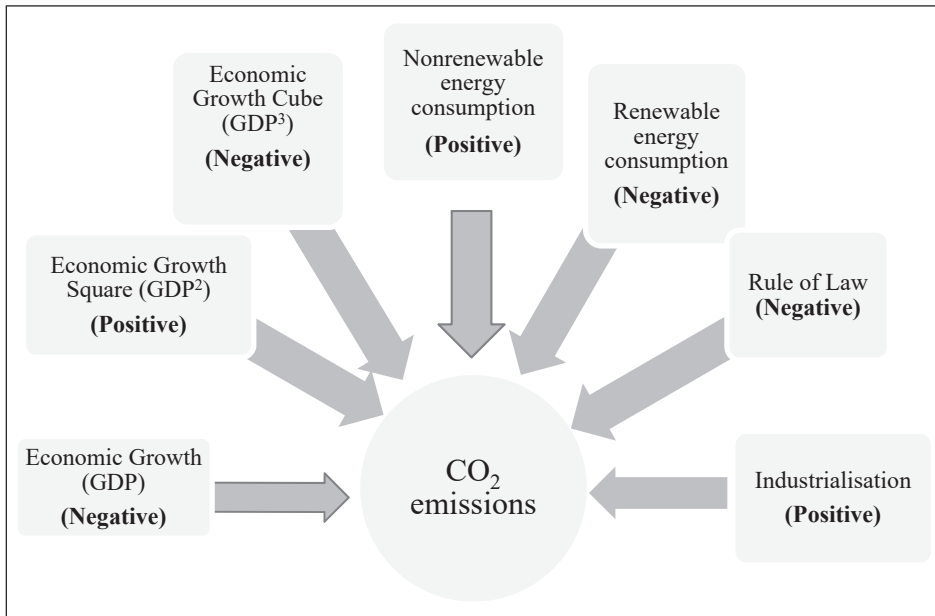 Economic Growth
(GDP)
(Negative)
Economic Growth
Square (GDP²)
(Positive)
Economic
Growth Cube
(GDP³)
(Negative)
Nonrenewable
energy
consumption
(Positive)
Renewable
energy
consumption
(Negative)
Rule of Law
(Negative)
Industrialisation
(Positive)
CO₂
emissions